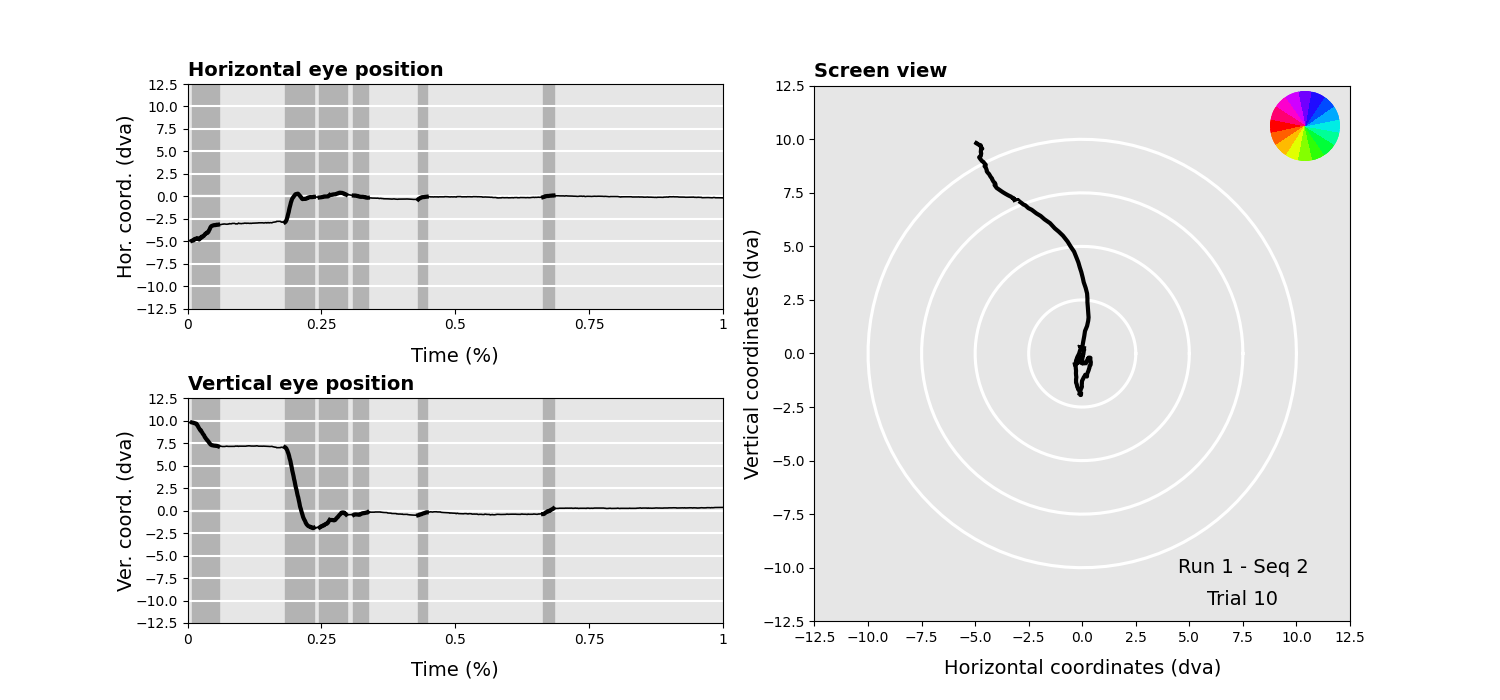 Horizontal eye position
Hor. coord. (dva)
12.5
10.0
7.5
5.0
2.5
0.0
−2.5
−5.0
−7.5
−10.0
−12.5
0 0.25 0.5 0.75 1
Time (%)
Vertical eye position
Ver. coord. (dva)
12.5
10.0
7.5
5.0
2.5
0.0
−2.5
−5.0
−7.5
−10.0
−12.5
0 0.25 0.5 0.75 1
Time (%)
Screen view
Vertical coordinates (dva)
12.5
10.0
7.5
5.0
2.5
0.0
−2.5
−5.0
−7.5
−10.0
−12.5
Run 1 - Seq 2
Trial 10
−12.5 −10.0 −7.5 −5.0 −2.5 0.0 2.5 5.0 7.5 10.0 12.5
Horizontal coordinates (dva)